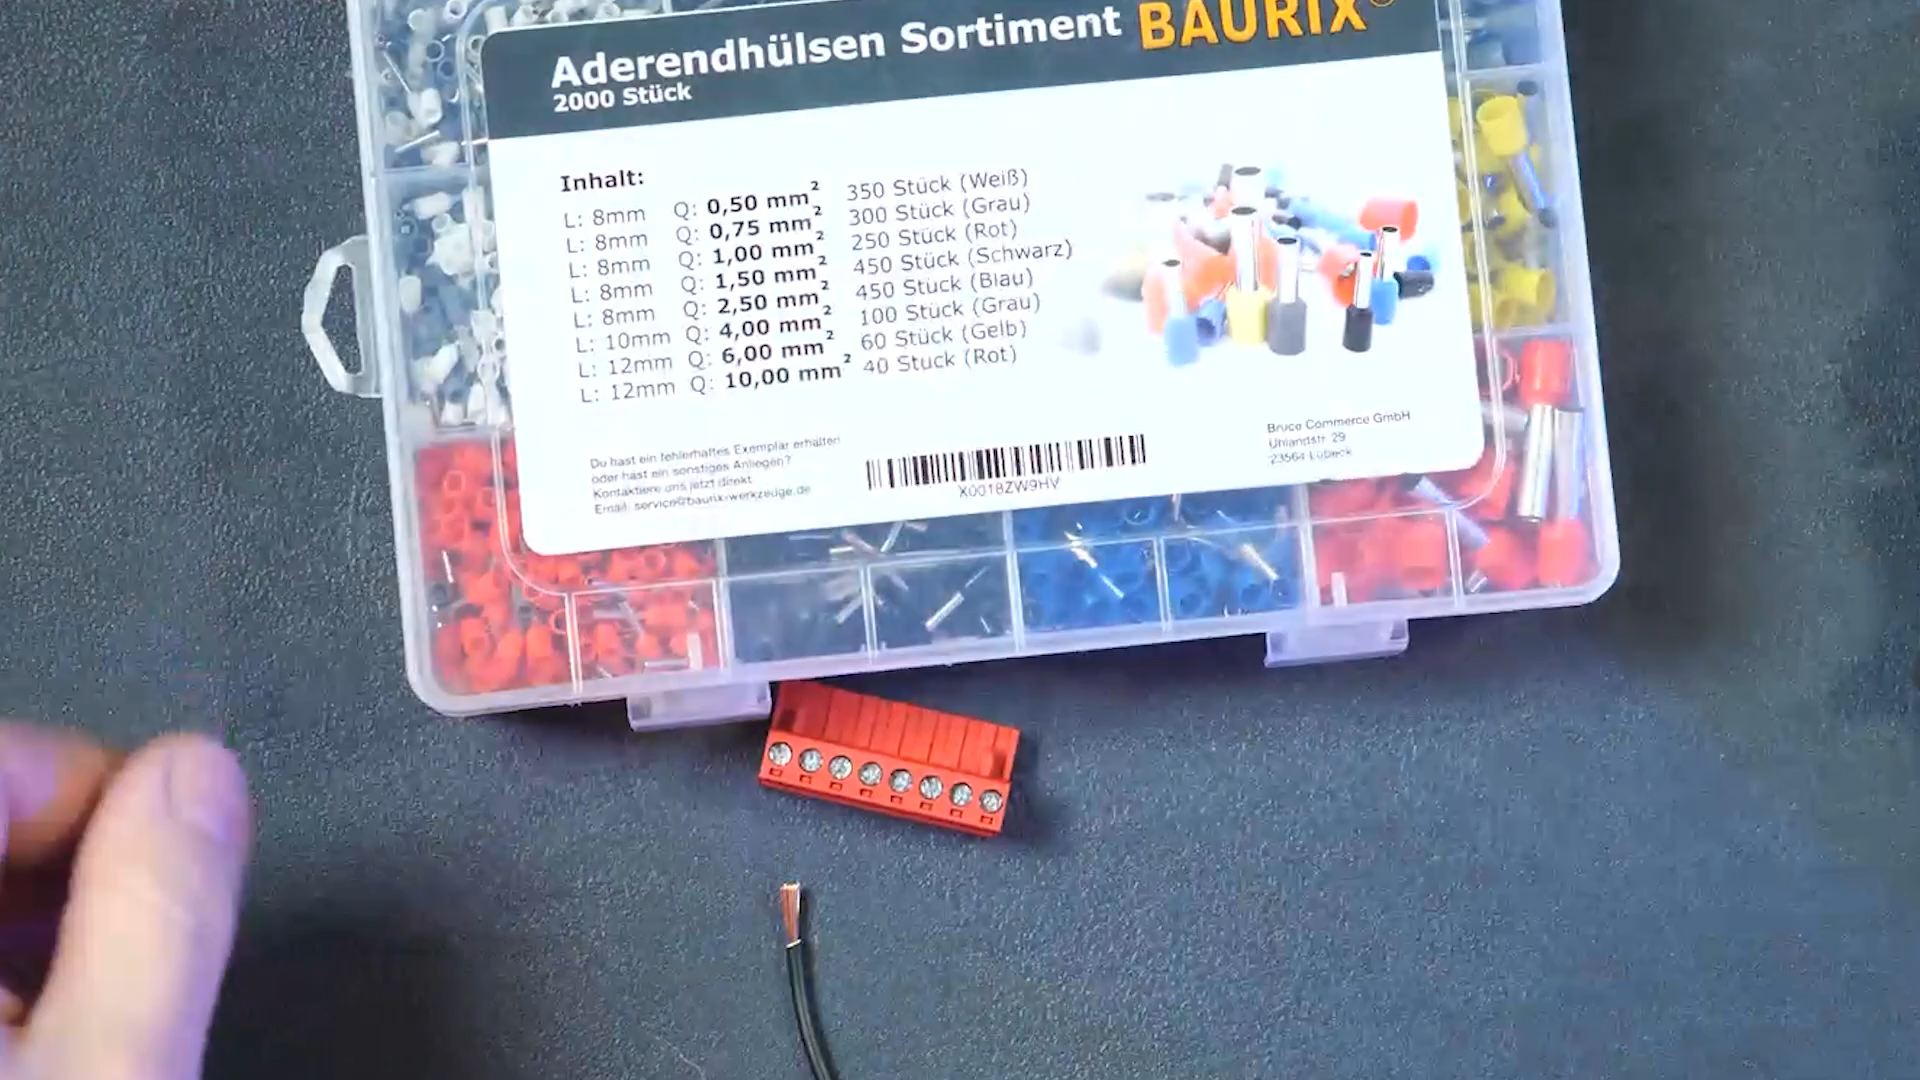 Aderendhülsen Sortiment BAURIX®
2000 Stück
Inhalt:
L: 8mm Q: 0,50 mm² 350 Stück (Weiß)
L: 8mm Q: 0,75 mm² 300 Stück (Grau)
L: 8mm Q: 1,00 mm² 250 Stück (Rot)
L: 8mm Q: 1,50 mm² 450 Stück (Schwarz)
L: 8mm Q: 2,50 mm² 450 Stück (Blau)
L: 10mm Q: 4,00 mm² 100 Stück (Grau)
L: 12mm Q: 6,00 mm² 60 Stück (Gelb)
L: 12mm Q: 10,00 mm² 40 Stück (Rot)
Du hast ein fehlerhaftes Exemplar erhalten
oder hast ein sonstiges Anliegen?
Kontaktiere uns jetzt direkt
Email: service@baurix-werkzeuge.de
X0018ZW9HV
Bruce Commerce GmbH
Uhlandstr. 29
23564 Lübeck